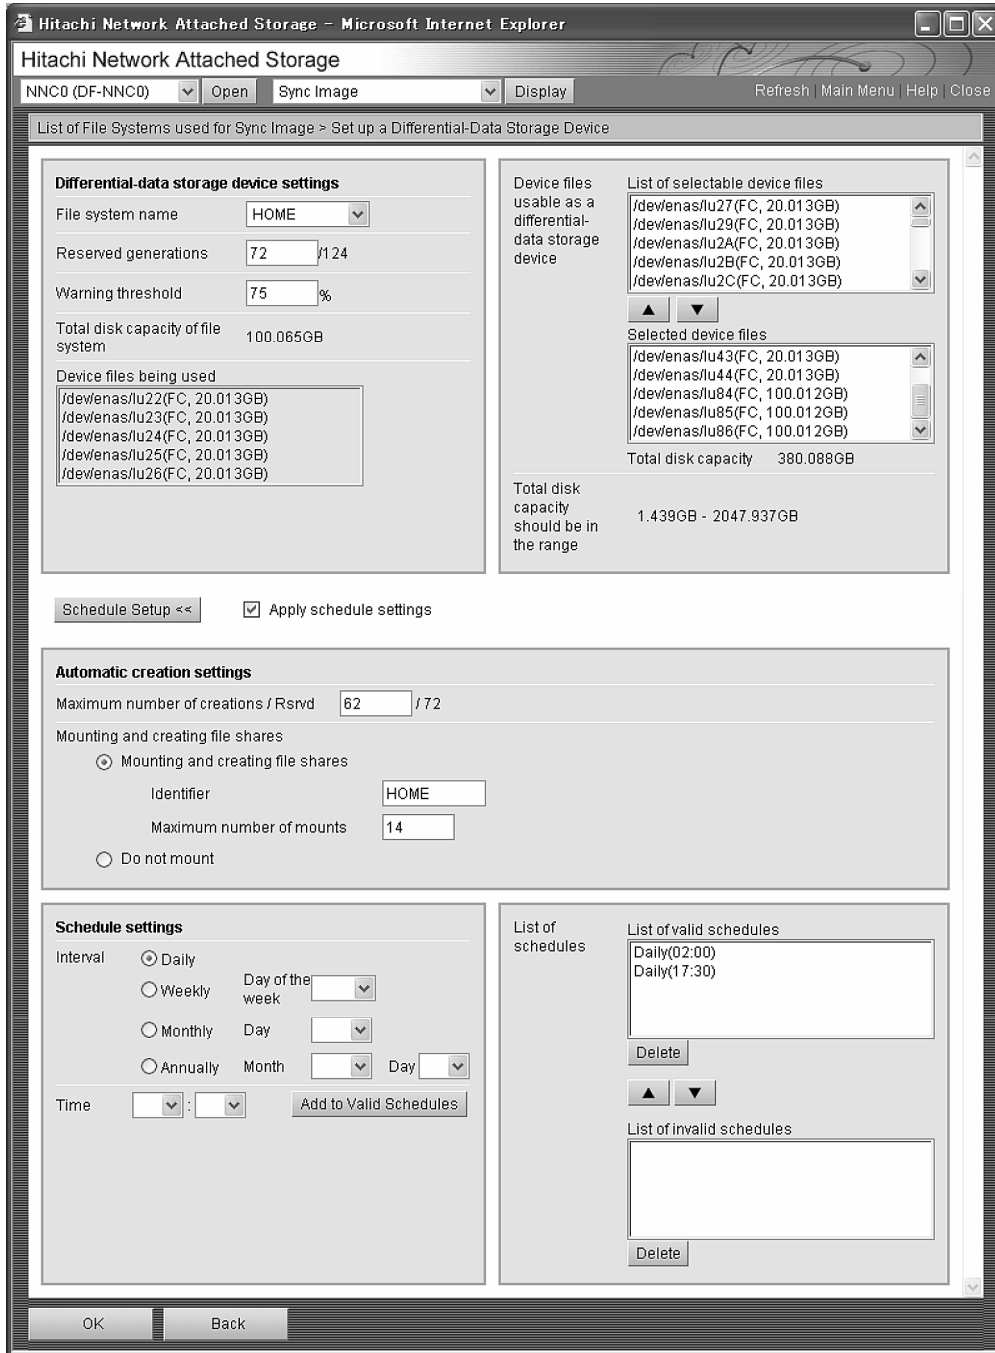 Hitachi Network Attached Storage - Microsoft Internet Explorer
Hitachi Network Attached Storage
NNC0 (DF-NNC0) Open Sync Image Display Refresh | Main Menu | Help | Close
List of File Systems used for Sync Image > Set up a Differential-Data Storage Device
Differential-data storage device settings
File system name HOME
Reserved generations 72 /124
Warning threshold 75 %
Total disk capacity of file
system
100.065GB
Device files being used
/dev/enas/lu22(FC, 20.013GB)
/dev/enas/lu23(FC, 20.013GB)
/dev/enas/lu24(FC, 20.013GB)
/dev/enas/lu25(FC, 20.013GB)
/dev/enas/lu26(FC, 20.013GB)
Device files
usable as a
differential-
data storage
device
List of selectable device files
/dev/enas/lu27(FC, 20.013GB)
/dev/enas/lu29(FC, 20.013GB)
/dev/enas/lu2A(FC, 20.013GB)
/dev/enas/lu2B(FC, 20.013GB)
/dev/enas/lu2C(FC, 20.013GB)
▲ ▼
Selected device files
/dev/enas/lu43(FC, 20.013GB)
/dev/enas/lu44(FC, 20.013GB)
/dev/enas/lu84(FC, 100.012GB)
/dev/enas/lu85(FC, 100.012GB)
/dev/enas/lu86(FC, 100.012GB)
Total disk capacity 380.088GB
Total disk
capacity
should be in
the range
1.439GB - 2047.937GB
Schedule Setup << Apply schedule settings
Automatic creation settings
Maximum number of creations / Rsrvd 62 / 72
Mounting and creating file shares
Mounting and creating file shares
Identifier HOME
Maximum number of mounts 14
Do not mount
Schedule settings
Interval Daily
Weekly Day of the
week
Monthly Day
Annually Month Day
Time : Add to Valid Schedules
List of
schedules
List of valid schedules
Daily(02:00)
Daily(17:30)
Delete
▲ ▼
List of invalid schedules
Delete
OK Back